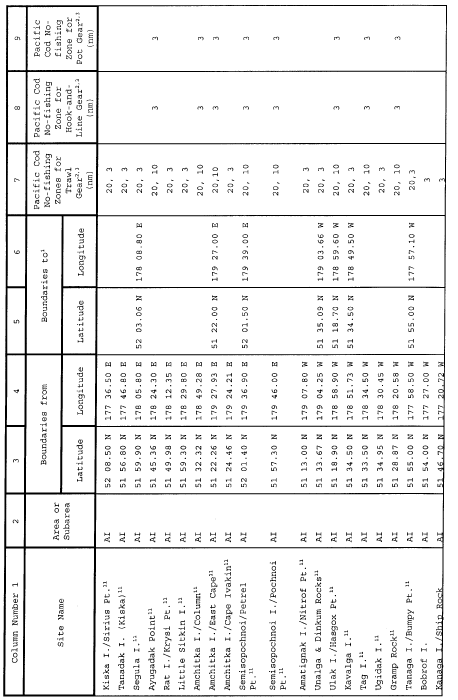 Column Number 1 2 3 4 5 6 7 8 9
Site Name Area or Subarea Boundaries from Boundaries to¹ Pacific Cod No-fishing Zones for Trawl Gear²,³ (nm) Pacific Cod No-fishing Zone for Hook-and-Line Gear²,³ (nm) Pacific Cod No-fishing Zone for Pot Gear²,³ (nm)
Latitude Longitude Latitude Longitude
Kiska I./Sirius Pt.¹¹ AI 52 08.50 N 177 36.50 E 20, 3
Tanadak I. (Kiska)¹¹ AI 51 56.80 N 177 46.80 E 20, 3
Segula I.¹¹ AI 51 59.90 N 178 05.80 E 52 03.06 N 178 08.80 E 20, 3
Ayugadak Point¹¹ AI 51 45.36 N 178 24.30 E 20, 10 3 3
Rat I./Krysi Pt.¹¹ AI 51 49.98 N 178 12.35 E 20, 3
Little Sitkin I.¹¹ AI 51 59.30 N 178 29.80 E 20, 3
Amchitka I./Column¹¹ AI 51 32.32 N 178 49.28 E 20, 10 3 3
Amchitka I./East Cape¹¹ AI 51 22.26 N 179 27.93 E 51 22.00 N 179 27.00 E 20,10 3 3
Amchitka I./Cape Ivakin¹¹ AI 51 24.46 N 179 24.21 E 20, 3
Semisopochnoi/Petrel Pt.¹¹ AI 52 01.40 N 179 36.90 E 52 01.50 N 179 39.00 E 20, 10 3 3
Semisopochnoi I./Pochnoi Pt.¹¹ AI 51 57.30 N 179 46.00 E 20, 10
Amatignak I./Nitrof Pt.¹¹ AI 51 13.00 N 179 07.80 W 20, 3
Unalga & Dinkum Rocks¹¹ AI 51 33.67 N 179 04.25 W 51 35.09 N 179 03.66 W 20, 3
Ulak I./Hasgox Pt.¹¹ AI 51 18.90 N 178 58.90 W 51 18.70 N 178 59.60 W 20, 10 3 3
Kavalga I.¹¹ AI 51 34.50 N 178 51.73 W 51 34.50 N 178 49.50 W 20, 3
Tag I.¹¹ AI 51 33.50 N 178 34.50 W 20, 10 3 3
Ugidak I.¹¹ AI 51 34.95 N 178 30.45 W 20, 3
Gramp Rock¹¹ AI 51 28.87 N 178 20.58 W 20, 10 3 3
Tanaga I./Bumpy Pt.¹¹ AI 51 55.00 N 177 58.50 W 51 55.00 N 177 57.10 W 20,3
Bobrof I. AI 51 54.00 N 177 27.00 W 3
Kanaga I./Ship Rock AI 51 46.70 N 177 20.72 W 3